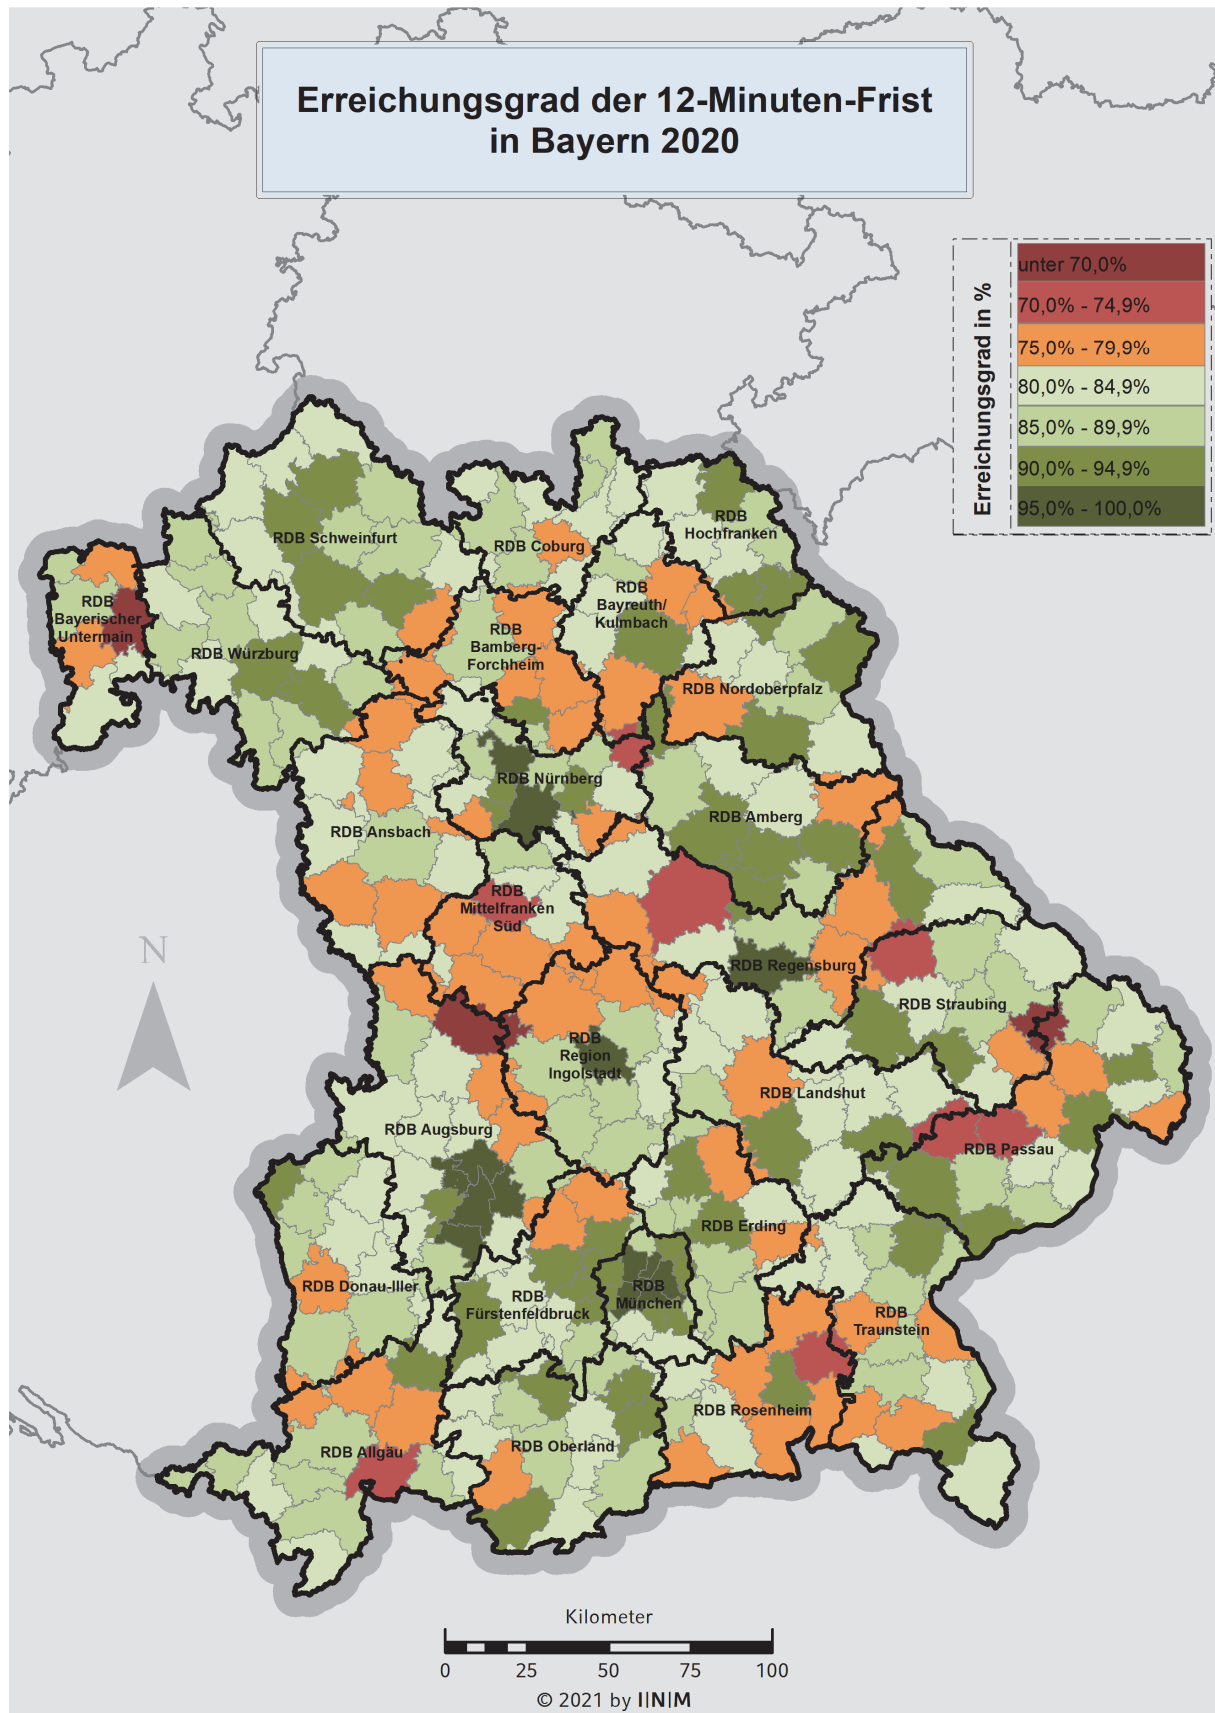 Erreichungsgrad der 12-Minuten-Frist
in Bayern 2020
Erreichungsgrad in %
unter 70,0%
70,0% - 74,9%
75,0% - 79,9%
80,0% - 84,9%
85,0% - 89,9%
90,0% - 94,9%
95,0% - 100,0%
RDB
Hochfranken
RDB Schweinfurt
RDB Coburg
RDB
Bayreuth/
Kulmbach
RDB
Bayerischer
Untermain
RDB
Bamberg-
Forchheim
RDB Würzburg
RDB Nordoberpfalz
RDB Nürnberg
RDB Amberg
RDB Ansbach
RDB
Mittelfranken
Süd
N
RDB Regensburg
RDB Straubing
RDB
Region
Ingolstadt
RDB Landshut
RDB Augsburg
RDB Passau
RDB Erding
RDB Donau-Iller
RDB
Fürstenfeldbruck
RDB
München
RDB
Traunstein
RDB Rosenheim
RDB Oberland
RDB Allgäu
Kilometer
0 25 50 75 100
© 2021 by I|N|M